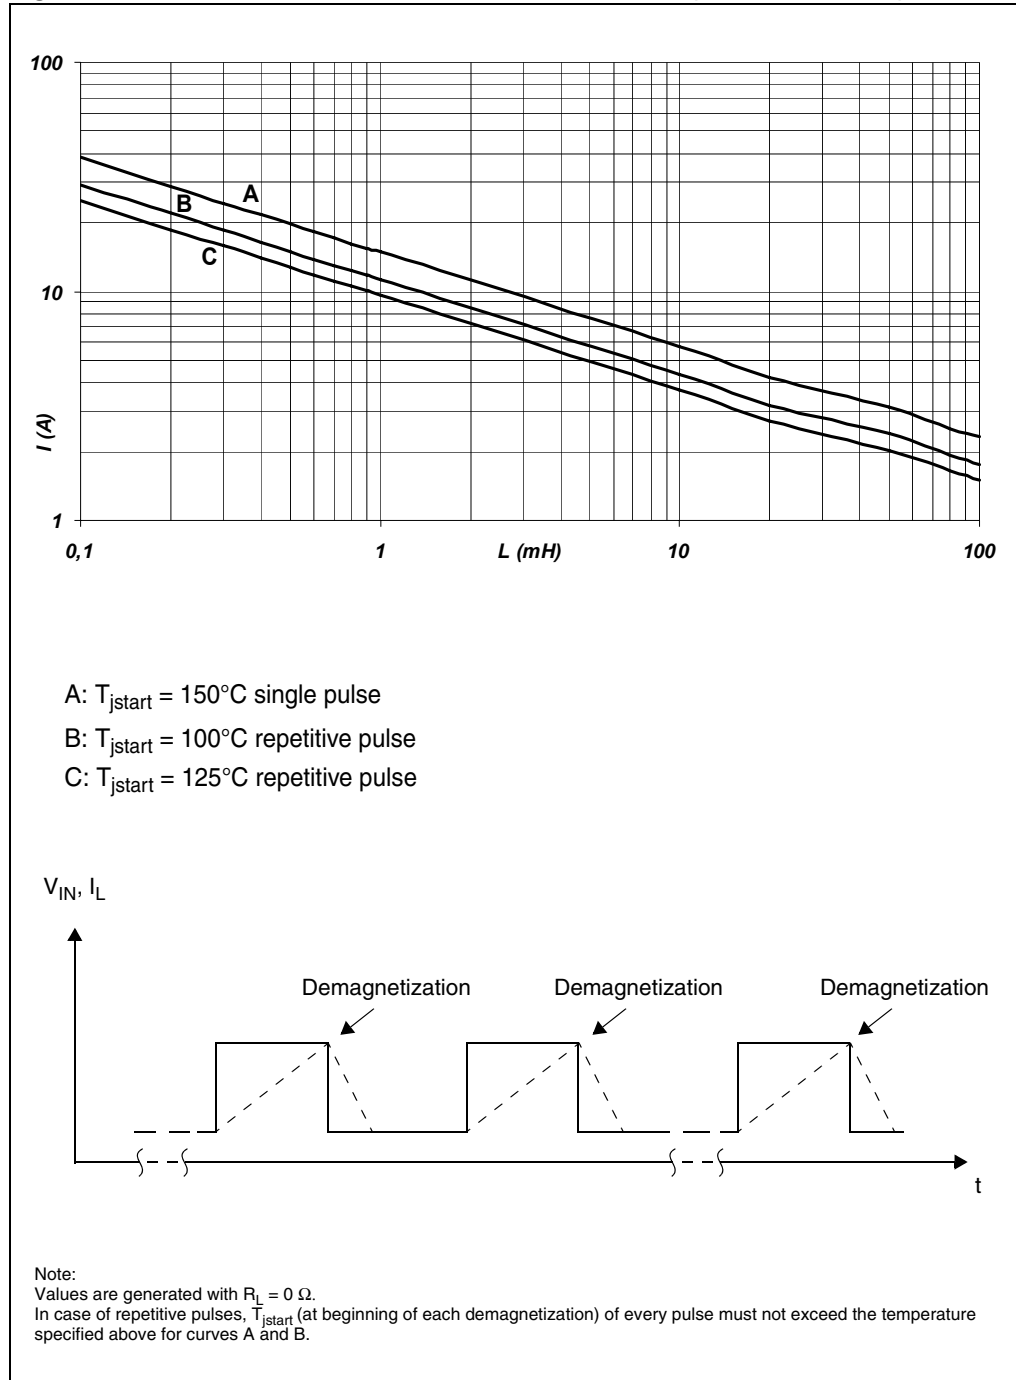 100
A
B
C
10
I (A)
1
0,1 1 L (mH) 10 100
A: Tjstart = 150°C single pulse
B: Tjstart = 100°C repetitive pulse
C: Tjstart = 125°C repetitive pulse
VIN, IL
Demagnetization Demagnetization Demagnetization
t
Note:
Values are generated with RL = 0 Ω.
In case of repetitive pulses, Tjstart (at beginning of each demagnetization) of every pulse must not exceed the temperature
specified above for curves A and B.